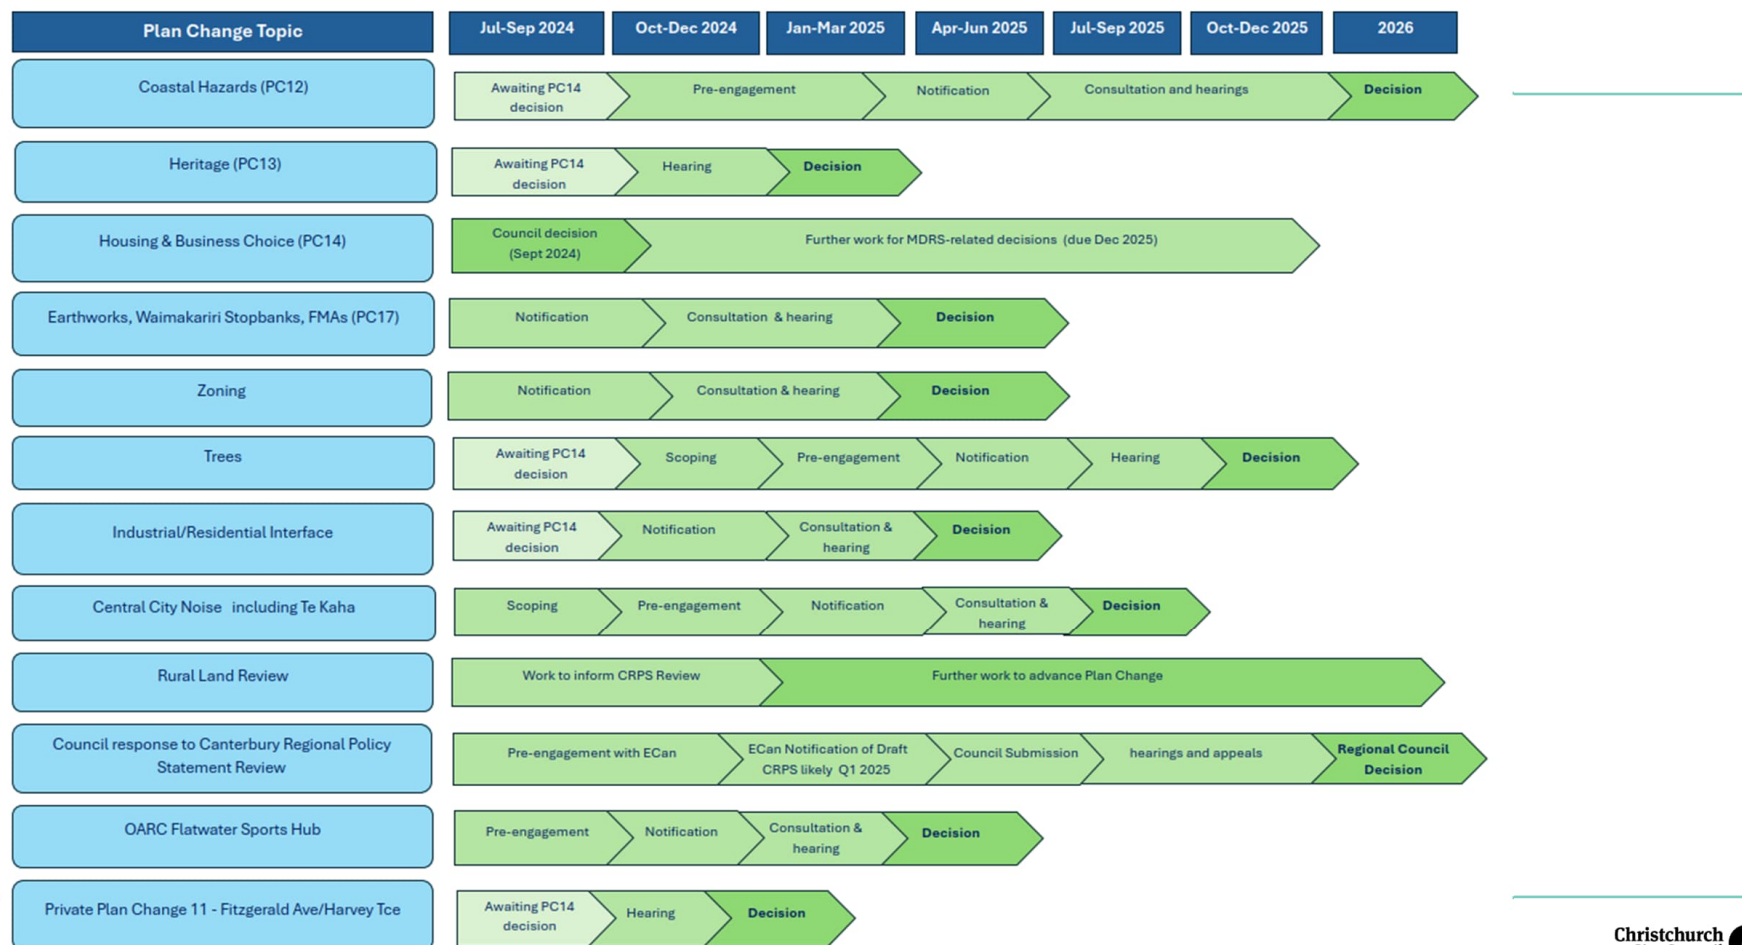 Plan Change Topic
Jul-Sep 2024
Oct-Dec 2024
Jan-Mar 2025
Apr-Jun 2025
Jul-Sep 2025
Oct-Dec 2025
2026
Coastal Hazards (PC12)
Awaiting PC14
decision
Pre-engagement
Notification
Consultation and hearings
Decision
Heritage (PC13)
Awaiting PC14
decision
Hearing
Decision
Housing & Business Choice (PC14)
Council decision
(Sept 2024)
Further work for MDRS-related decisions (due Dec 2025)
Earthworks, Waimakariri Stopbanks, FMAs (PC17)
Notification
Consultation & hearing
Decision
Zoning
Notification
Consultation & hearing
Decision
Trees
Awaiting PC14
decision
Scoping
Pre-engagement
Notification
Hearing
Decision
Industrial/Residential Interface
Awaiting PC14
decision
Notification
Consultation &
hearing
Decision
Central City Noise including Te Kaha
Scoping
Pre-engagement
Notification
Consultation &
hearing
Decision
Rural Land Review
Work to inform CRPS Review
Further work to advance Plan Change
Council response to Canterbury Regional Policy
Statement Review
Pre-engagement with ECan
ECan Notification of Draft
CRPS likely Q1 2025
Council Submission
hearings and appeals
Regional Council
Decision
OARC Flatwater Sports Hub
Pre-engagement
Notification
Consultation &
hearing
Decision
Private Plan Change 11 - Fitzgerald Ave/Harvey Tce
Awaiting PC14
decision
Hearing
Decision
Christchurch